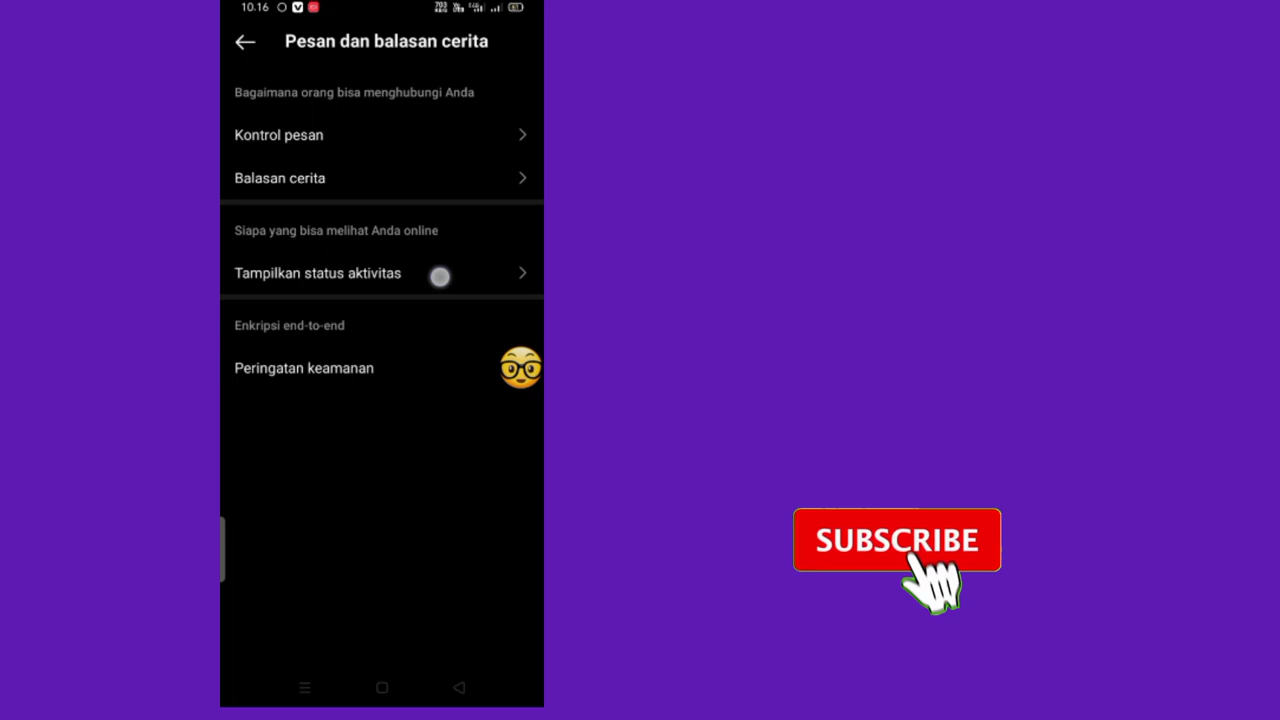 10.16
Pesan dan balasan cerita
Bagaimana orang bisa menghubungi Anda
Kontrol pesan
Balasan cerita
Siapa yang bisa melihat Anda online
Tampilkan status aktivitas
Enkripsi end-to-end
Peringatan keamanan
SUBSCRIBE